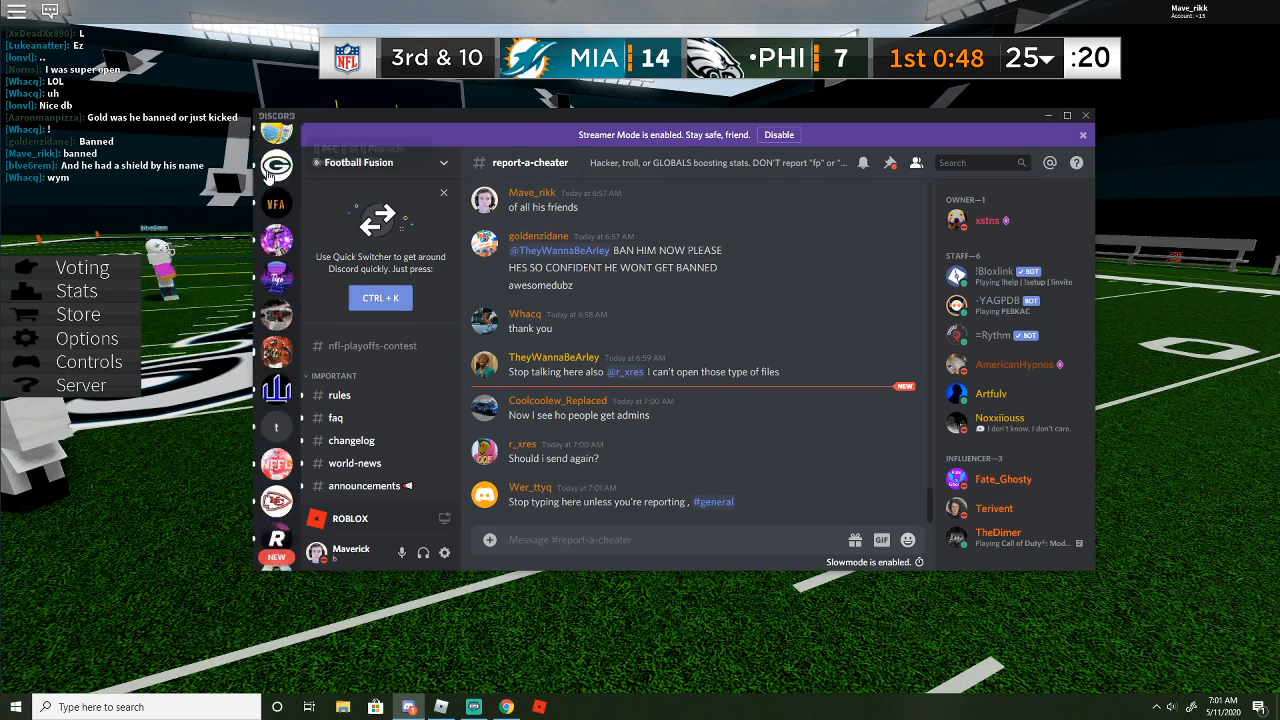 Mave_rikk
Account: <13
[XxDeadXx890]: L
[Lukeanatter]: Ez
[lonvl]: ..
[Norns]: I was super open
[Whacq]: LOL
[Whacq]: uh
[lonvl]: Nice db
[Aaronmanpizza]: Gold was he banned or just kicked
[Whacq]: !
[goldenzidane]: Banned
[Mave_rikk]: banned
[blve6rem]: And he had a shield by his name
[Whacq]: wym
NFL
3rd & 10
MIA 14
•PHI 7
1st 0:48
25
:20
Voting
Stats
Store
Options
Controls
Server
DISCORD
Streamer Mode is enabled. Stay safe, friend.
Disable
Football Fusion
# report-a-cheater
Hacker, troll, or GLOBALS boosting stats. DON'T report "fp" or "...
Search
G
VFA
t
R
NEW
Use Quick Switcher to get around
Discord quickly. Just press:
CTRL + K
# nfl-playoffs-contest
IMPORTANT
# rules
# faq
# changelog
# world-news
# announcements
ROBLOX
Maverick
b
Mave_rikk Today at 6:57 AM
of all his friends
goldenzidane Today at 6:57 AM
@TheyWannaBeArley BAN HIM NOW PLEASE
HES SO CONFIDENT HE WONT GET BANNED
awesomedubz
Whacq Today at 6:58 AM
thank you
TheyWannaBeArley Today at 6:59 AM
Stop talking here also @r_xres I can't open those type of files
NEW
Coolcoolew_Replaced Today at 7:00 AM
Now I see ho people get admins
r_xres Today at 7:00 AM
Should i send again?
Wer_ttyq Today at 7:01 AM
Stop typing here unless you're reporting , #general
Message #report-a-cheater
GIF
Slowmode is enabled.
OWNER—1
xstns
STAFF—6
!Bloxlink BOT
Playing !help | !setup | !invite
-YAGPDB BOT
Playing PEBKAC
=Rythm BOT
AmericanHypnos
Artfulv
Noxxiiouss
I don't know, I don't care.
INFLUENCER—3
Fate_Ghosty
Terivent
TheDimer
Playing Call of Duty®: Mod...
Type here to search
7:01 AM
5/11/2020